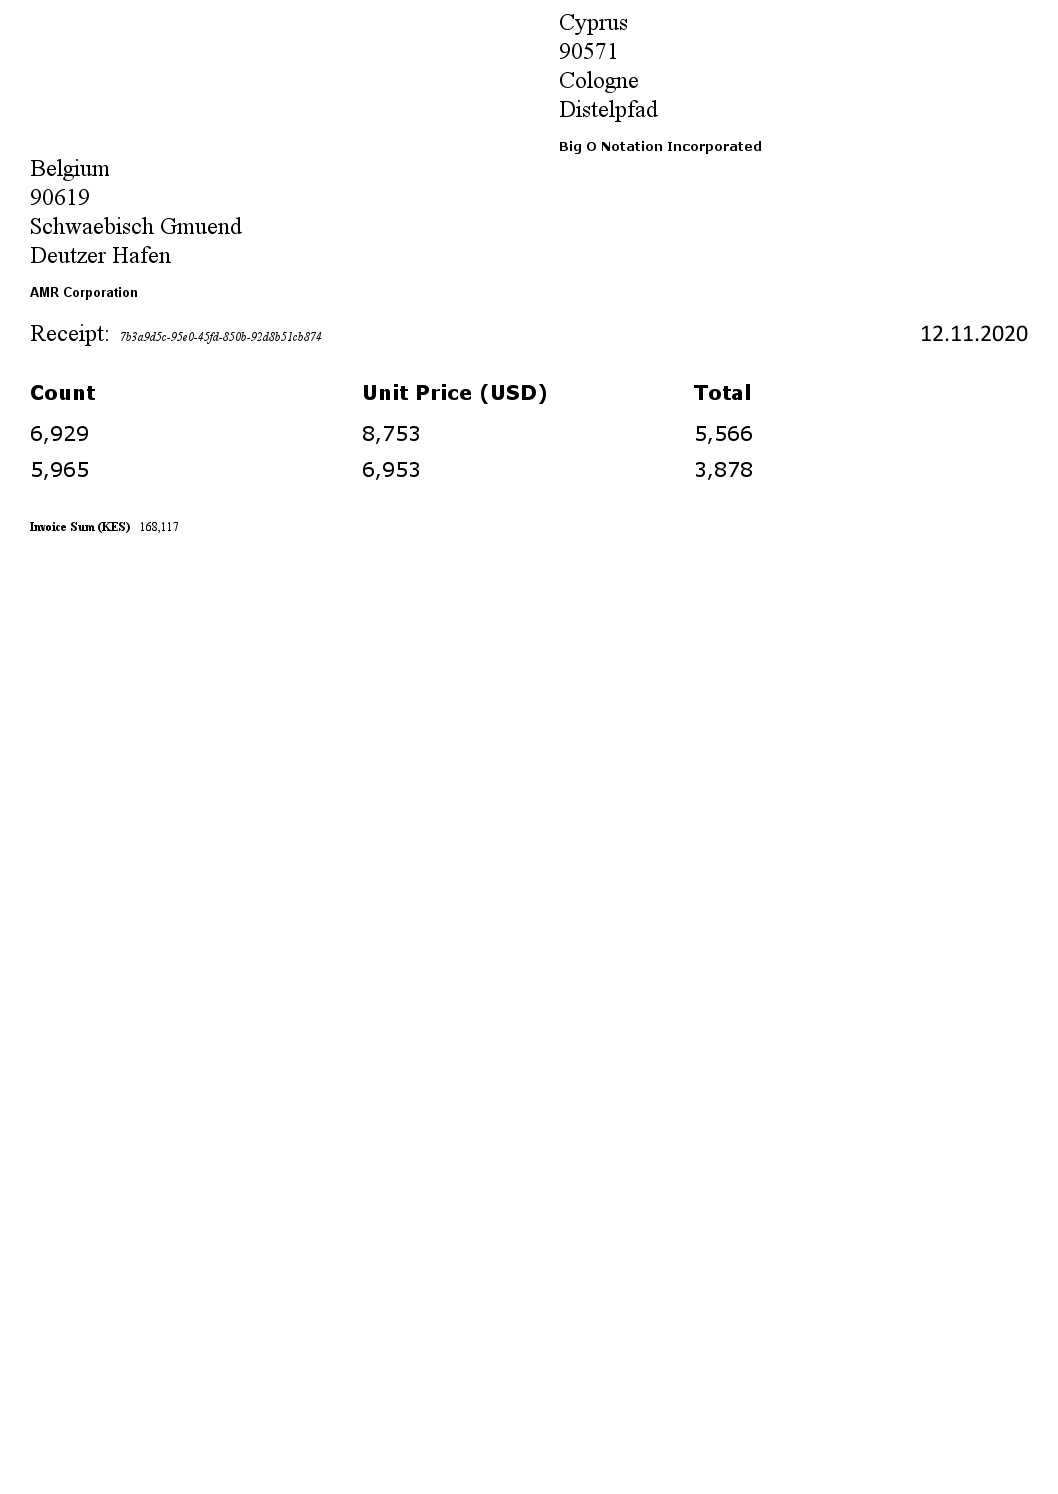 Cyprus
90571
Cologne
Distelpfad
Big O Notation Incorporated
Belgium
90619
Schwaebisch Gmuend
Deutzer Hafen
AMR Corporation
Receipt: 7b3a9d5c-95e0-45fd-850b-92d8b51cb874 12.11.2020
Count Unit Price (USD) Total
6,929 8,753 5,566
5,965 6,953 3,878
Invoice Sum (KES) 168,117